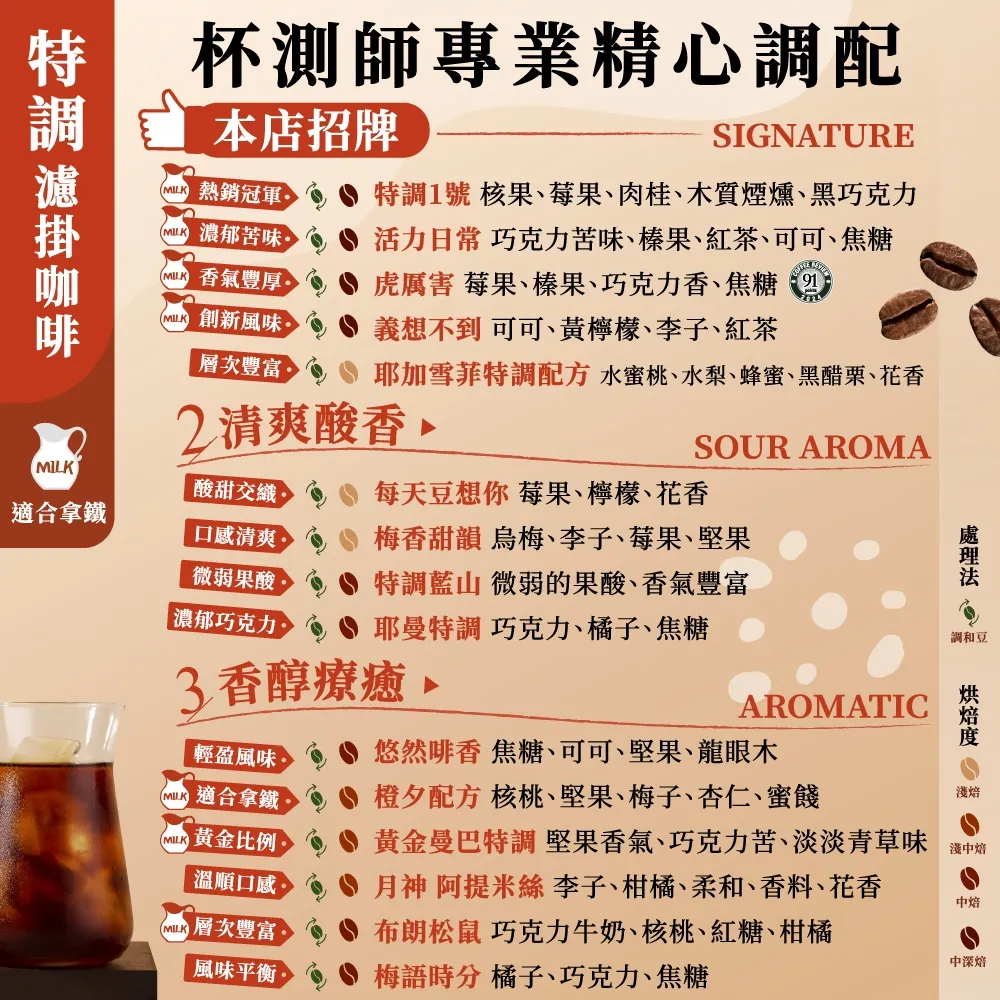 特調 濾掛咖啡
MILK
適合拿鐵
杯測師專業精心調配
本店招牌 SIGNATURE
MILK 熱銷冠軍 特調1號 核果、莓果、肉桂、木質煙燻、黑巧克力
MILK 濃郁苦味 活力日常 巧克力苦味、榛果、紅茶、可可、焦糖
MILK 香氣豐厚 虎厲害 莓果、榛果、巧克力香、焦糖 COFFEE REVIEW 91 points 2024
MILK 創新風味 義想不到 可可、黃檸檬、李子、紅茶
層次豐富 耶加雪菲特調配方 水蜜桃、水梨、蜂蜜、黑醋栗、花香
2 清爽酸香 SOUR AROMA
酸甜交織 每天豆想你 莓果、檸檬、花香
口感清爽 梅香甜韻 烏梅、李子、莓果、堅果
微弱果酸 特調藍山 微弱的果酸、香氣豐富
濃郁巧克力 耶曼特調 巧克力、橘子、焦糖
3 香醇療癒 AROMATIC
輕盈風味 悠然啡香 焦糖、可可、堅果、龍眼木
MILK 適合拿鐵 橙夕配方 核桃、堅果、梅子、杏仁、蜜餞
MILK 黃金比例 黃金曼巴特調 堅果香氣、巧克力苦、淡淡青草味
溫順口感 月神 阿提米絲 李子、柑橘、柔和、香料、花香
MILK 層次豐富 布朗松鼠 巧克力牛奶、核桃、紅糖、柑橘
風味平衡 梅語時分 橘子、巧克力、焦糖
處理法
調和豆
烘焙度
淺焙
淺中焙
中焙
中深焙